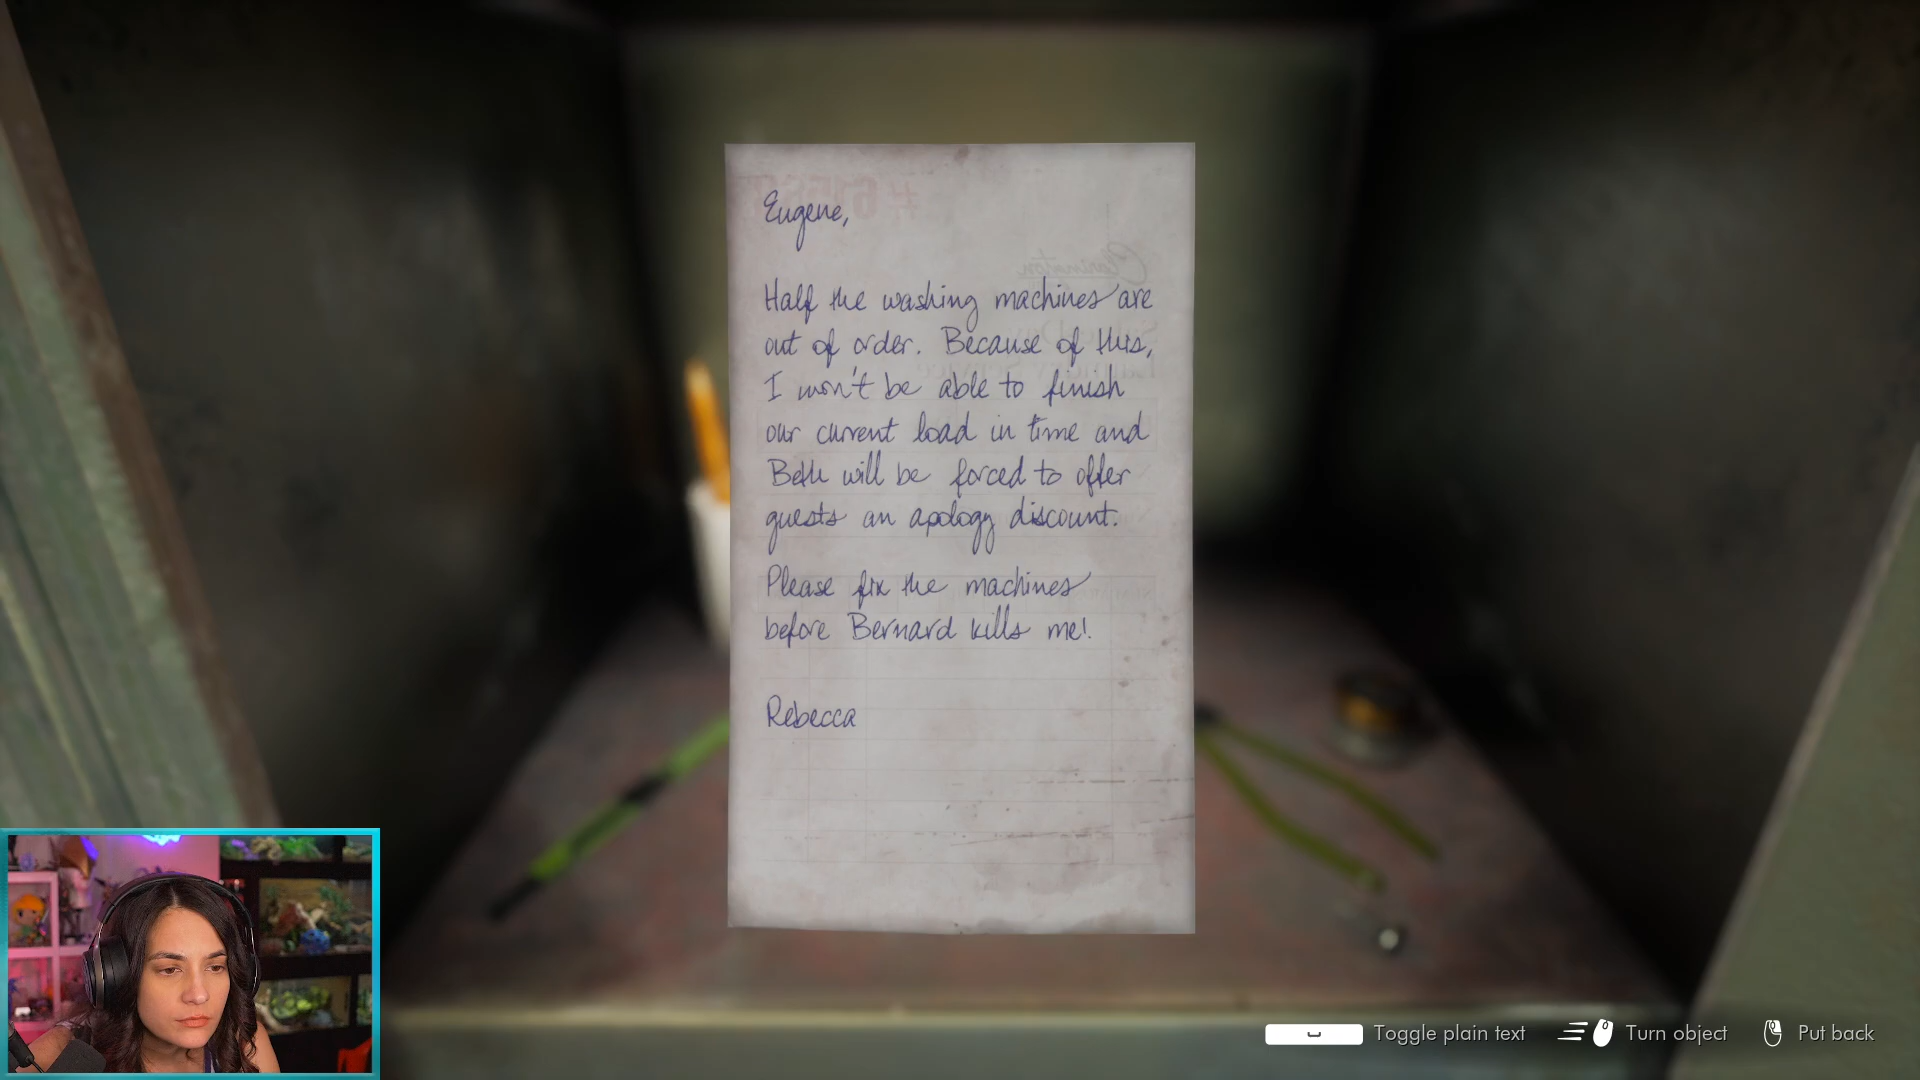 Eugene,
Half the washing machines are
out of order. Because of this,
I won't be able to finish
our current load in time and
Beth will be forced to offer
guests an apology discount.
Please fix the machines
before Bernard kills me!
Rebecca
Toggle plain text
Turn object
Put back